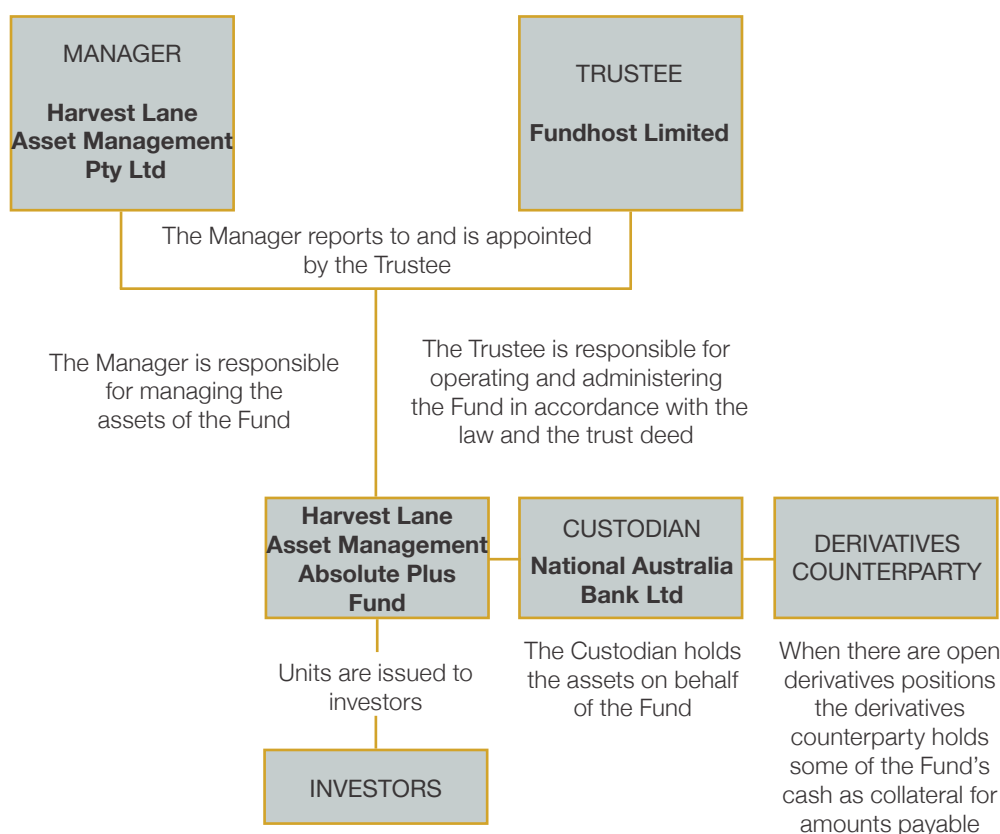 MANAGER
Harvest Lane
Asset Management
Pty Ltd
TRUSTEE
Fundhost Limited
The Manager reports to and is appointed
by the Trustee
The Manager is responsible
for managing the
assets of the Fund
The Trustee is responsible for
operating and administering
the Fund in accordance with the
law and the trust deed
Harvest Lane
Asset Management
Absolute Plus
Fund
CUSTODIAN
National Australia
Bank Ltd
DERIVATIVES
COUNTERPARTY
Units are issued to
investors
The Custodian holds
the assets on behalf
of the Fund
When there are open
derivatives positions
the derivatives
counterparty holds
some of the Fund’s
cash as collateral for
amounts payable
INVESTORS